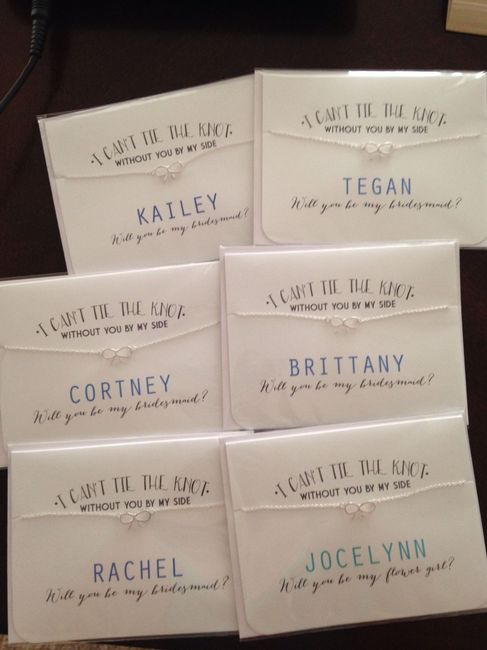 ·I CAN'T TIE THE KNOT·
WITHOUT YOU BY MY SIDE
KAILEY
Will you be my bridesmaid?
·I CAN'T TIE THE KNOT·
WITHOUT YOU BY MY SIDE
TEGAN
Will you be my bridesmaid?
·I CAN'T TIE THE KNOT·
WITHOUT YOU BY MY SIDE
CORTNEY
Will you be my bridesmaid?
·I CAN'T TIE THE KNOT·
WITHOUT YOU BY MY SIDE
BRITTANY
Will you be my bridesmaid?
·I CAN'T TIE THE KNOT·
WITHOUT YOU BY MY SIDE
RACHEL
Will you be my bridesmaid?
·I CAN'T TIE THE KNOT·
WITHOUT YOU BY MY SIDE
JOCELYNN
Will you be my flower girl?